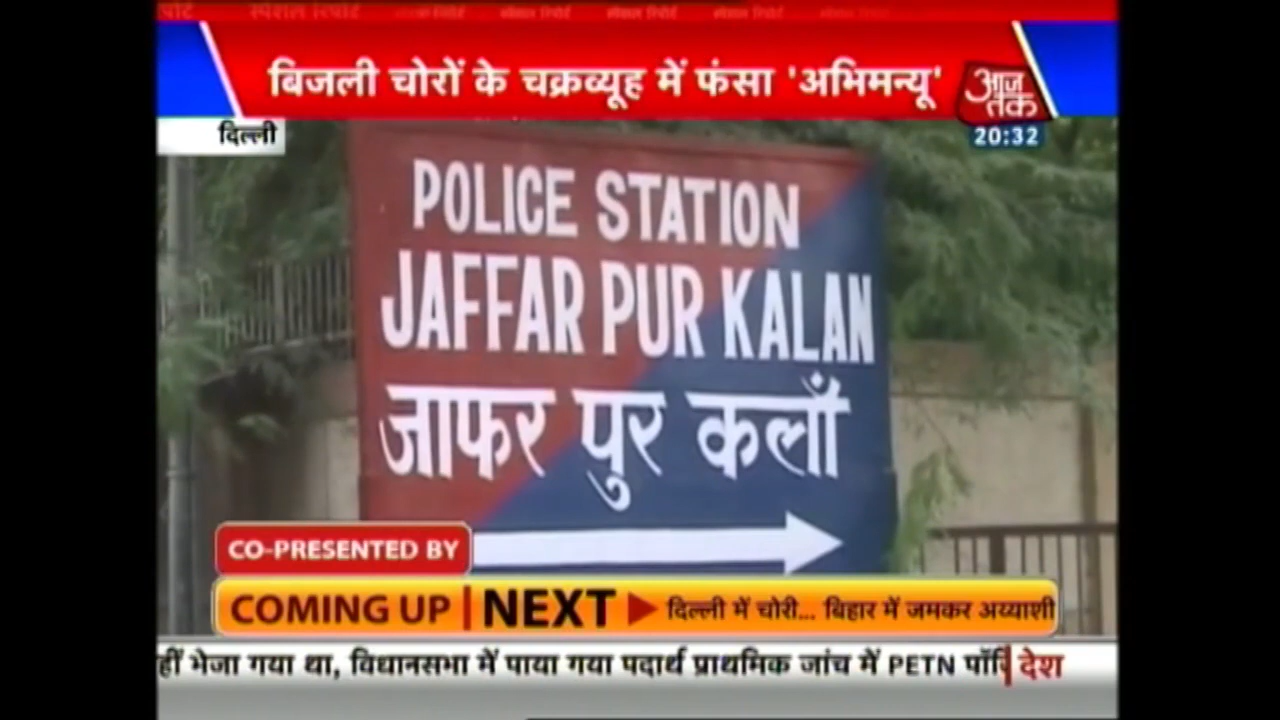 स्पेशल रिपोर्ट
बिजली चोरों के चक्रव्यूह में फंसा 'अभिमन्यू'
आज तक
20:32
दिल्ली
POLICE STATION
JAFFAR PUR KALAN
जाफर पुर कलाँ
CO-PRESENTED BY
COMING UP NEXT दिल्ली में चोरी... बिहार में जमकर अय्याशी
हीं भेजा गया था, विधानसभा में पाया गया पदार्थ प्राथमिक जांच में PETN पॉ देश